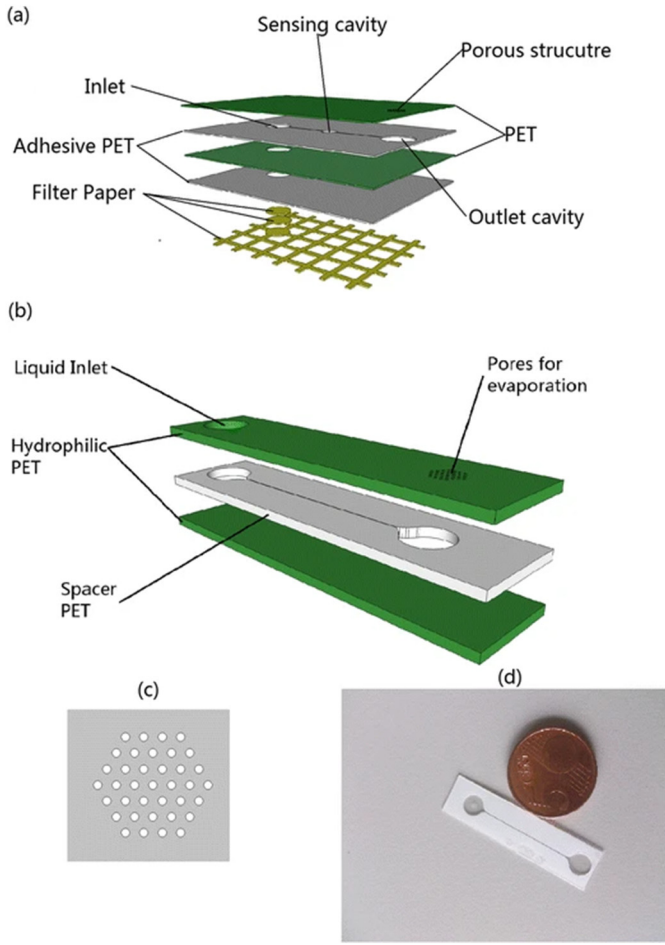 (a)
Sensing cavity
Porous strucutre
Inlet
PET
Adhesive PET
Filter Paper
Outlet cavity
(b)
Liquid Inlet
Pores for
evaporation
Hydrophilic
PET
Spacer
PET
(c)
(d)